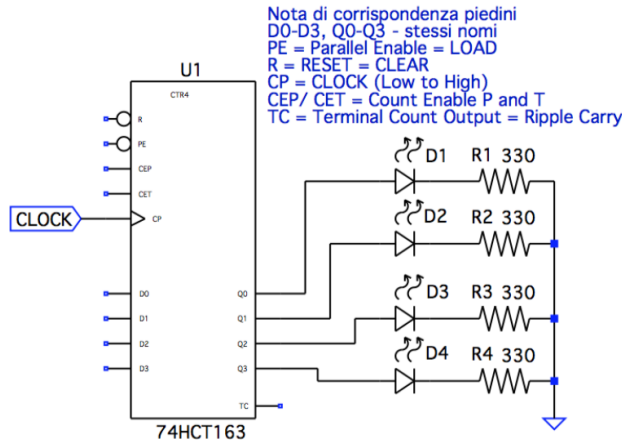 Nota di corrispondenza piedini
D0-D3, Q0-Q3 - stessi nomi
PE = Parallel Enable = LOAD
R = RESET = CLEAR
CP = CLOCK (Low to High)
CEP/ CET = Count Enable P and T
TC = Terminal Count Output = Ripple Carry
U1
CTR4
R
PE
CEP
CET
CLOCK
CP
D0
D1
D2
D3
Q0
Q1
Q2
Q3
TC
74HCT163
D1 R1 330
D2 R2 330
D3 R3 330
D4 R4 330